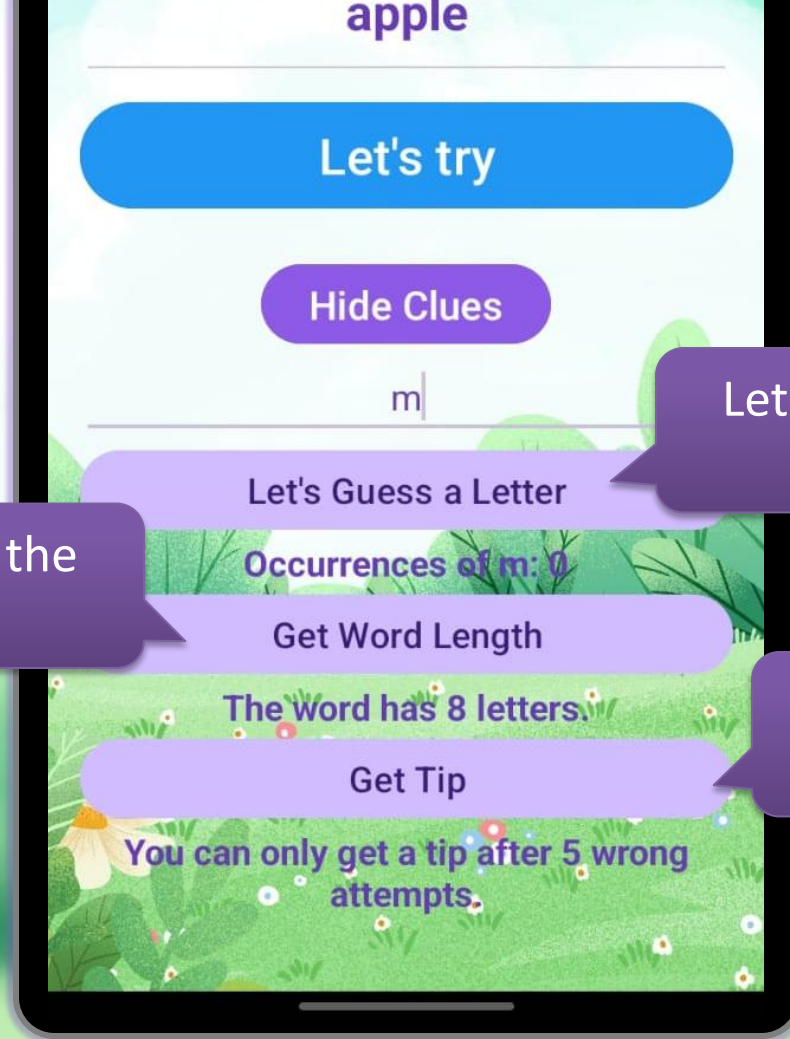 apple
Let's try
Hide Clues
m
Let
Let's Guess a Letter
the
Occurrences of m: 0
Get Word Length
The word has 8 letters.
Get Tip
You can only get a tip after 5 wrong
attempts.